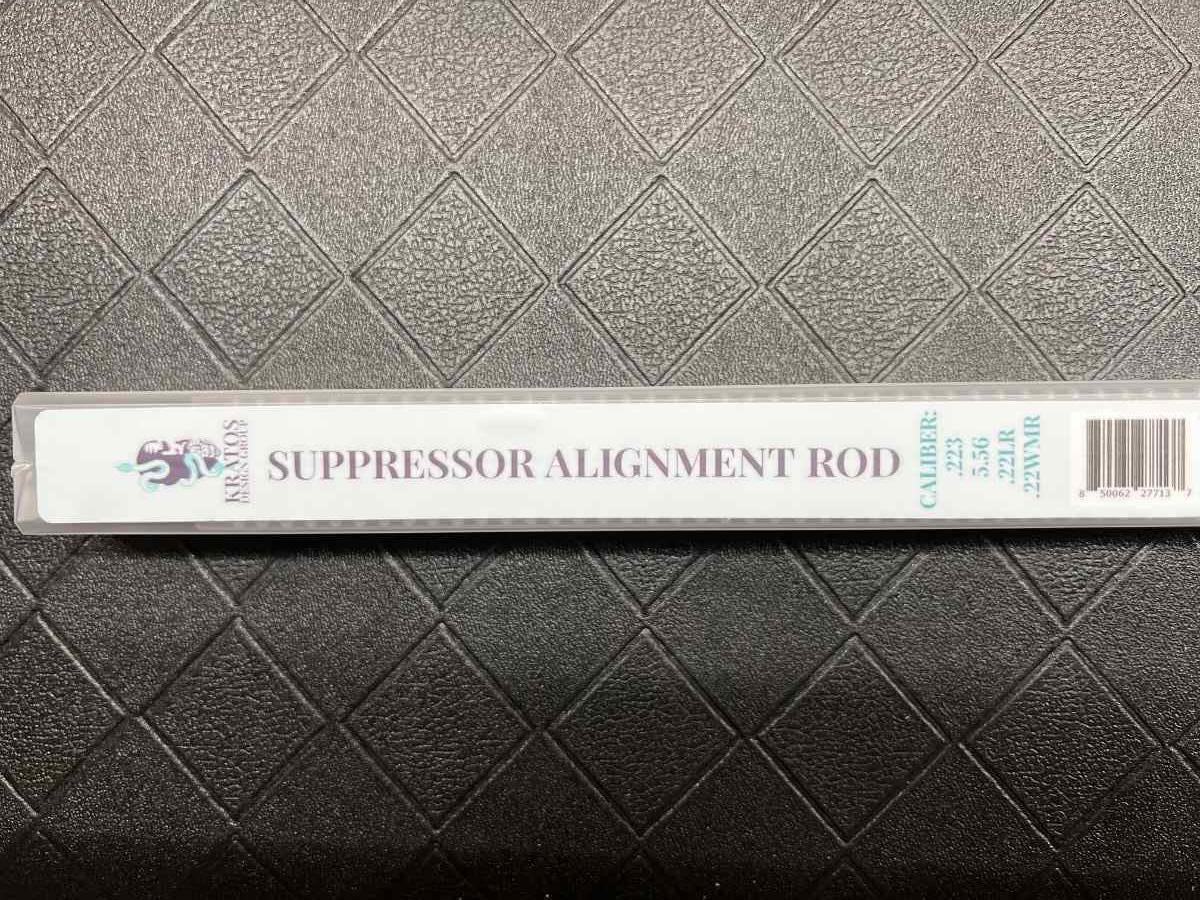 KRATOS
DESIGN GROUP
SUPPRESSOR ALIGNMENT ROD
CALIBER:
.223
5.56
.22LR
.22WMR
8 50062 27713 7